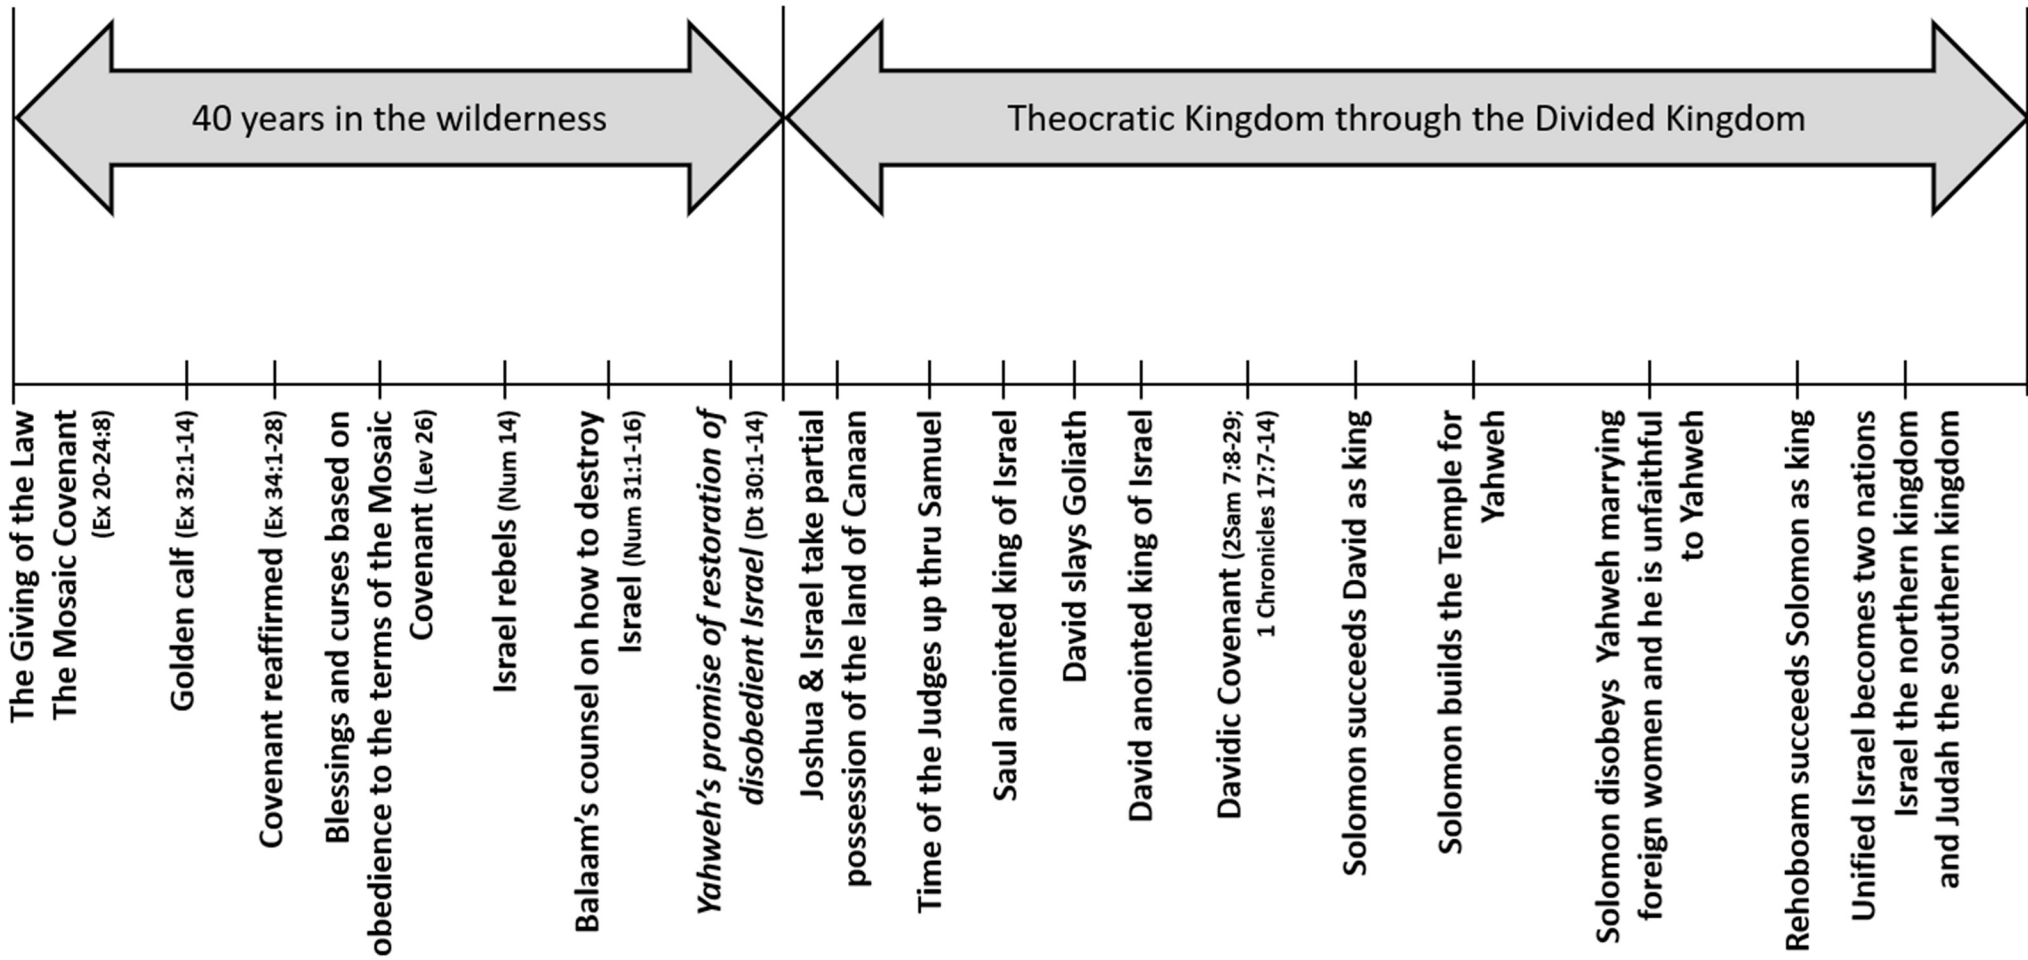 40 years in the wilderness
Theocratic Kingdom through the Divided Kingdom
The Giving of the Law
The Mosaic Covenant
(Ex 20-24:8)
Golden calf (Ex 32:1-14)
Covenant reaffirmed (Ex 34:1-28)
Blessings and curses based on
obedience to the terms of the Mosaic
Covenant (Lev 26)
Israel rebels (Num 14)
Balaam's counsel on how to destroy
Israel (Num 31:1-16)
Yahweh's promise of restoration of
disobedient Israel (Dt 30:1-14)
Joshua & Israel take partial
possession of the land of Canaan
Time of the Judges up thru Samuel
Saul anointed king of Israel
David slays Goliath
David anointed king of Israel
Davidic Covenant (2Sam 7:8-29;
1 Chronicles 17:7-14)
Solomon succeeds David as king
Solomon builds the Temple for
Yahweh
Solomon disobeys  Yahweh marrying
foreign women and he is unfaithful
to Yahweh
Rehoboam succeeds Solomon as king
Unified Israel becomes two nations
Israel the northern kingdom
and Judah the southern kingdom